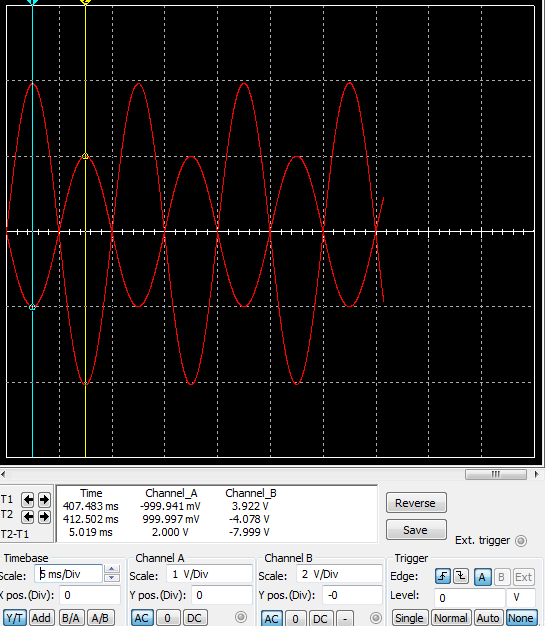 Time Channel_A Channel_B
T1 407.483 ms -999.941 mV 3.922 V
T2 412.502 ms 999.997 mV -4.078 V
T2-T1 5.019 ms 2.000 V -7.999 V
Reverse
Save
Ext. trigger
Timebase
Scale: 5 ms/Div
X pos.(Div): 0
Y/T Add B/A A/B
Channel A
Scale: 1 V/Div
Y pos.(Div): 0
AC 0 DC
Channel B
Scale: 2 V/Div
Y pos.(Div): -0
AC 0 DC -
Trigger
Edge: A B Ext
Level: 0 V
Single Normal Auto None